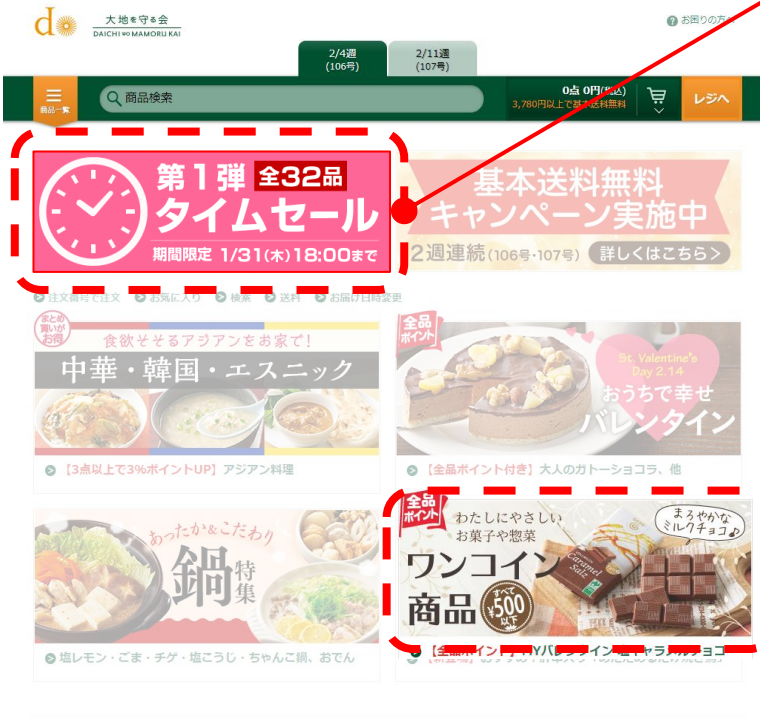 do
大地を守る会
DAICHI WO MAMORU KAI
お困りの方へ
2/4週
(106号)
2/11週
(107号)
商品一覧
商品検索
0点 0円(税込)
3,780円以上で基本送料無料
レジへ
第1弾 全32品
タイムセール
期間限定 1/31(木)18:00まで
基本送料無料
キャンペーン実施中
2週連続(106号・107号) 詳しくはこちら>
注文番号で注文 お気に入り 検索 送料 お届け日時変更
まとめ
買いが
お得
食欲そそるアジアンをお家で!
中華・韓国・エスニック
【3点以上で3%ポイントUP】アジアン料理
全品
ポイント
St. Valentine's
Day 2.14
おうちで幸せ
バレンタイン
【全品ポイント付き】大人のガトーショコラ、他
あったか&こだわり
鍋特集
塩レモン・ごま・チゲ・塩こうじ・ちゃんこ鍋、おでん
全品
ポイント
わたしにやさしい
お菓子や惣菜
ワンコイン
商品
すべて
¥500
以下
まろやかな
ミルクチョコ♪
Caramel
Salz